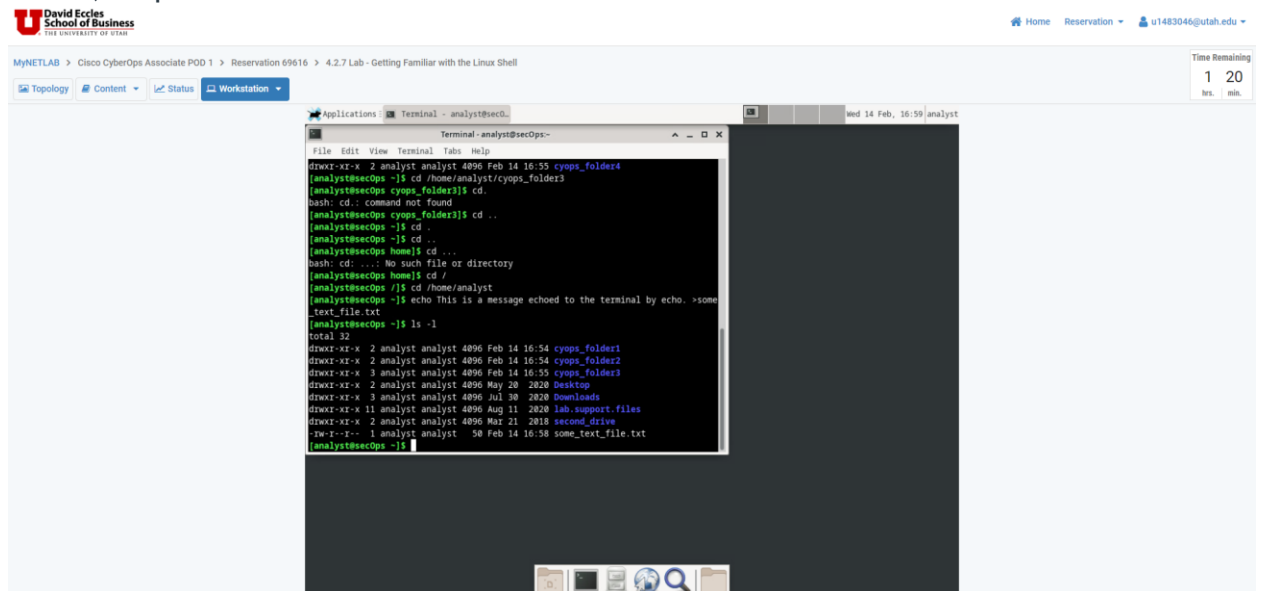 David Eccles
School of Business
THE UNIVERSITY OF UTAH
Home Reservation u1483046@utah.edu
MyNETLAB > Cisco CyberOps Associate POD 1 > Reservation 69616 > 4.2.7 Lab - Getting Familiar with the Linux Shell
Time Remaining
1 20
hrs. min.
Topology Content Status Workstation
Applications Terminal - analyst@secO…
Wed 14 Feb, 16:59 analyst
Terminal - analyst@secOps:~
File Edit View Terminal Tabs Help
drwxr-xr-x 2 analyst analyst 4096 Feb 14 16:55 cyops_folder4
[analyst@secOps ~]$ cd /home/analyst/cyops_folder3
[analyst@secOps cyops_folder3]$ cd.
bash: cd.: command not found
[analyst@secOps cyops_folder3]$ cd ..
[analyst@secOps ~]$ cd .
[analyst@secOps ~]$ cd ..
[analyst@secOps home]$ cd ...
bash: cd: ...: No such file or directory
[analyst@secOps home]$ cd /
[analyst@secOps /]$ cd /home/analyst
[analyst@secOps ~]$ echo This is a message echoed to the terminal by echo. >some
_text_file.txt
[analyst@secOps ~]$ ls -l
total 32
drwxr-xr-x 2 analyst analyst 4096 Feb 14 16:54 cyops_folder1
drwxr-xr-x 2 analyst analyst 4096 Feb 14 16:54 cyops_folder2
drwxr-xr-x 3 analyst analyst 4096 Feb 14 16:55 cyops_folder3
drwxr-xr-x 2 analyst analyst 4096 May 20 2020 Desktop
drwxr-xr-x 3 analyst analyst 4096 Jul 30 2020 Downloads
drwxr-xr-x 11 analyst analyst 4096 Aug 11 2020 lab.support.files
drwxr-xr-x 2 analyst analyst 4096 Mar 21 2018 second_drive
-rw-r--r-- 1 analyst analyst 50 Feb 14 16:58 some_text_file.txt
[analyst@secOps ~]$